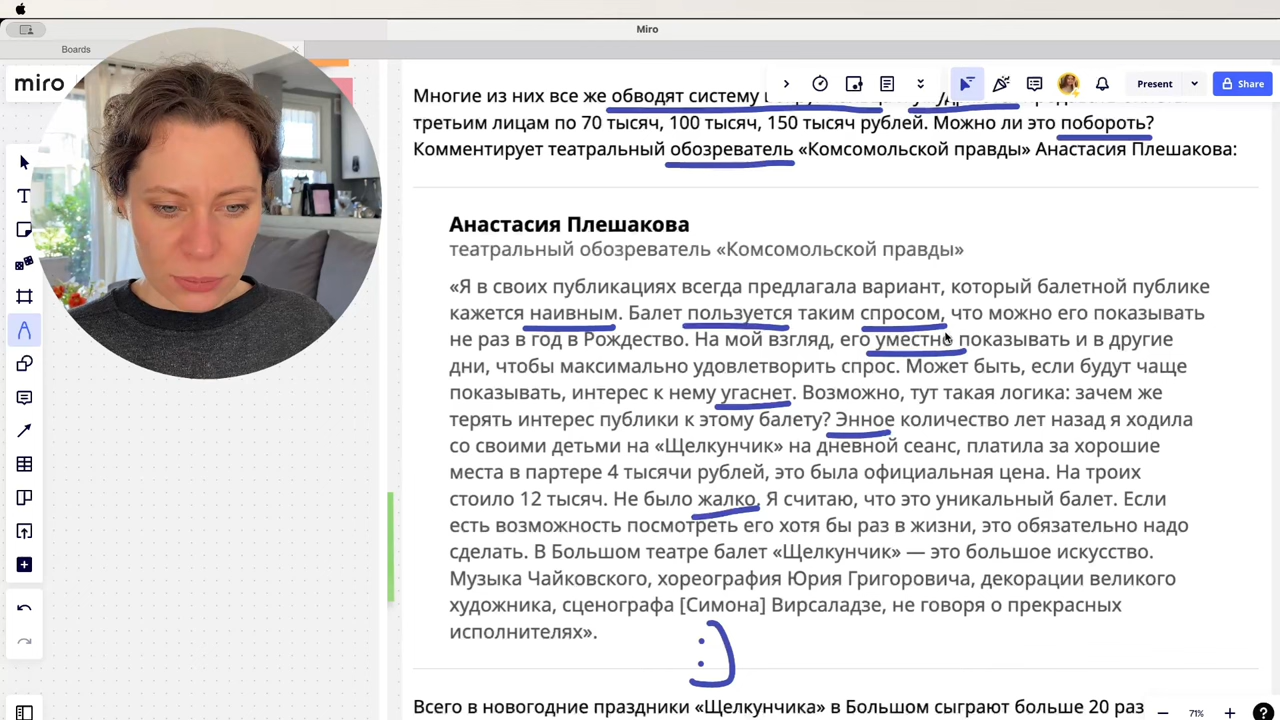 Miro
Boards
miro
Present
Share
Многие из них все же обводят систему
третьим лицам по 70 тысяч, 100 тысяч, 150 тысяч рублей. Можно ли это побороть?
Комментирует театральный обозреватель «Комсомольской правды» Анастасия Плешакова:
Анастасия Плешакова
театральный обозреватель «Комсомольской правды»
«Я в своих публикациях всегда предлагала вариант, который балетной публике
кажется наивным. Балет пользуется таким спросом, что можно его показывать
не раз в год в Рождество. На мой взгляд, его уместно показывать и в другие
дни, чтобы максимально удовлетворить спрос. Может быть, если будут чаще
показывать, интерес к нему угаснет. Возможно, тут такая логика: зачем же
терять интерес публики к этому балету? Энное количество лет назад я ходила
со своими детьми на «Щелкунчик» на дневной сеанс, платила за хорошие
места в партере 4 тысячи рублей, это была официальная цена. На троих
стоило 12 тысяч. Не было жалко. Я считаю, что это уникальный балет. Если
есть возможность посмотреть его хотя бы раз в жизни, это обязательно надо
сделать. В Большом театре балет «Щелкунчик» — это большое искусство.
Музыка Чайковского, хореография Юрия Григоровича, декорации великого
художника, сценографа [Симона] Вирсаладзе, не говоря о прекрасных
исполнителях».
:)
Всего в новогодние праздники «Щелкунчика» в Большом сыграют больше 20 раз
71%